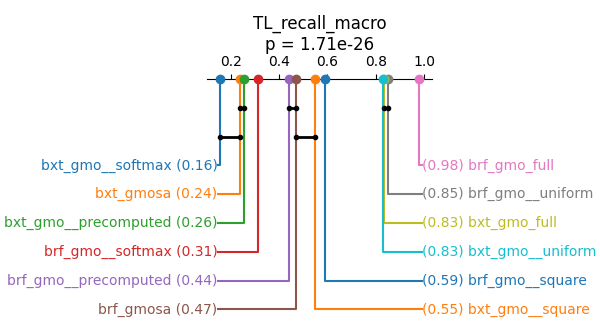 TL_recall_macro
p = 1.71e-26
0.2 0.4 0.6 0.8 1.0
bxt_gmo__softmax (0.16)
bxt_gmosa (0.24)
bxt_gmo__precomputed (0.26)
brf_gmo__softmax (0.31)
brf_gmo__precomputed (0.44)
brf_gmosa (0.47)
(0.98) brf_gmo_full
(0.85) brf_gmo__uniform
(0.83) bxt_gmo_full
(0.83) bxt_gmo__uniform
(0.59) brf_gmo__square
(0.55) bxt_gmo__square